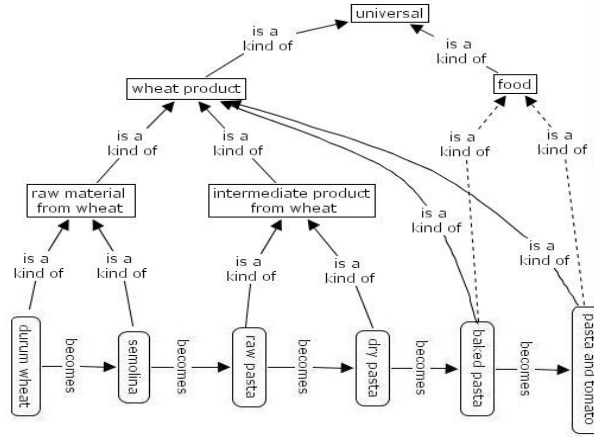 universal
is a
kind of
is a
kind of
wheat product
food
is a
kind of
is a
kind of
is a
kind of
is a
kind of
raw material
from wheat
intermediate product
from wheat
is a
kind of
is a
kind of
is a
kind of
is a
kind of
is a
kind of
is a
kind of
durum wheat
becomes
semolina
becomes
raw pasta
becomes
dry pasta
becomes
baked pasta
becomes
pasta and tomato